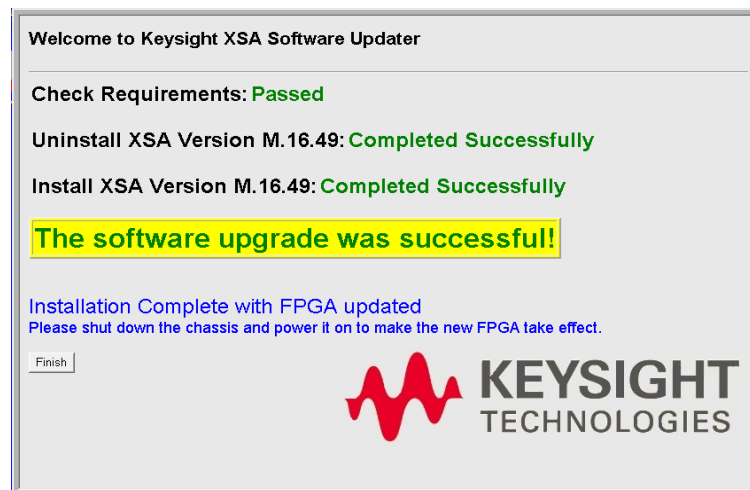 Welcome to Keysight XSA Software Updater
Check Requirements: Passed
Uninstall XSA Version M.16.49: Completed Successfully
Install XSA Version M.16.49: Completed Successfully
The software upgrade was successful!
Installation Complete with FPGA updated
Please shut down the chassis and power it on to make the new FPGA take effect.
Finish
KEYSIGHT
TECHNOLOGIES